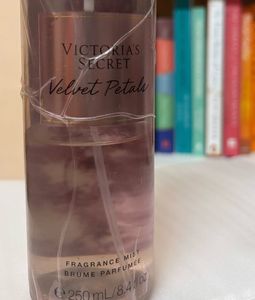 VICTORIA'S
SECRET
Velvet Petals
FRAGRANCE MIST
BRUME PARFUMÉE
℮ 250 mL/8.4 fl oz